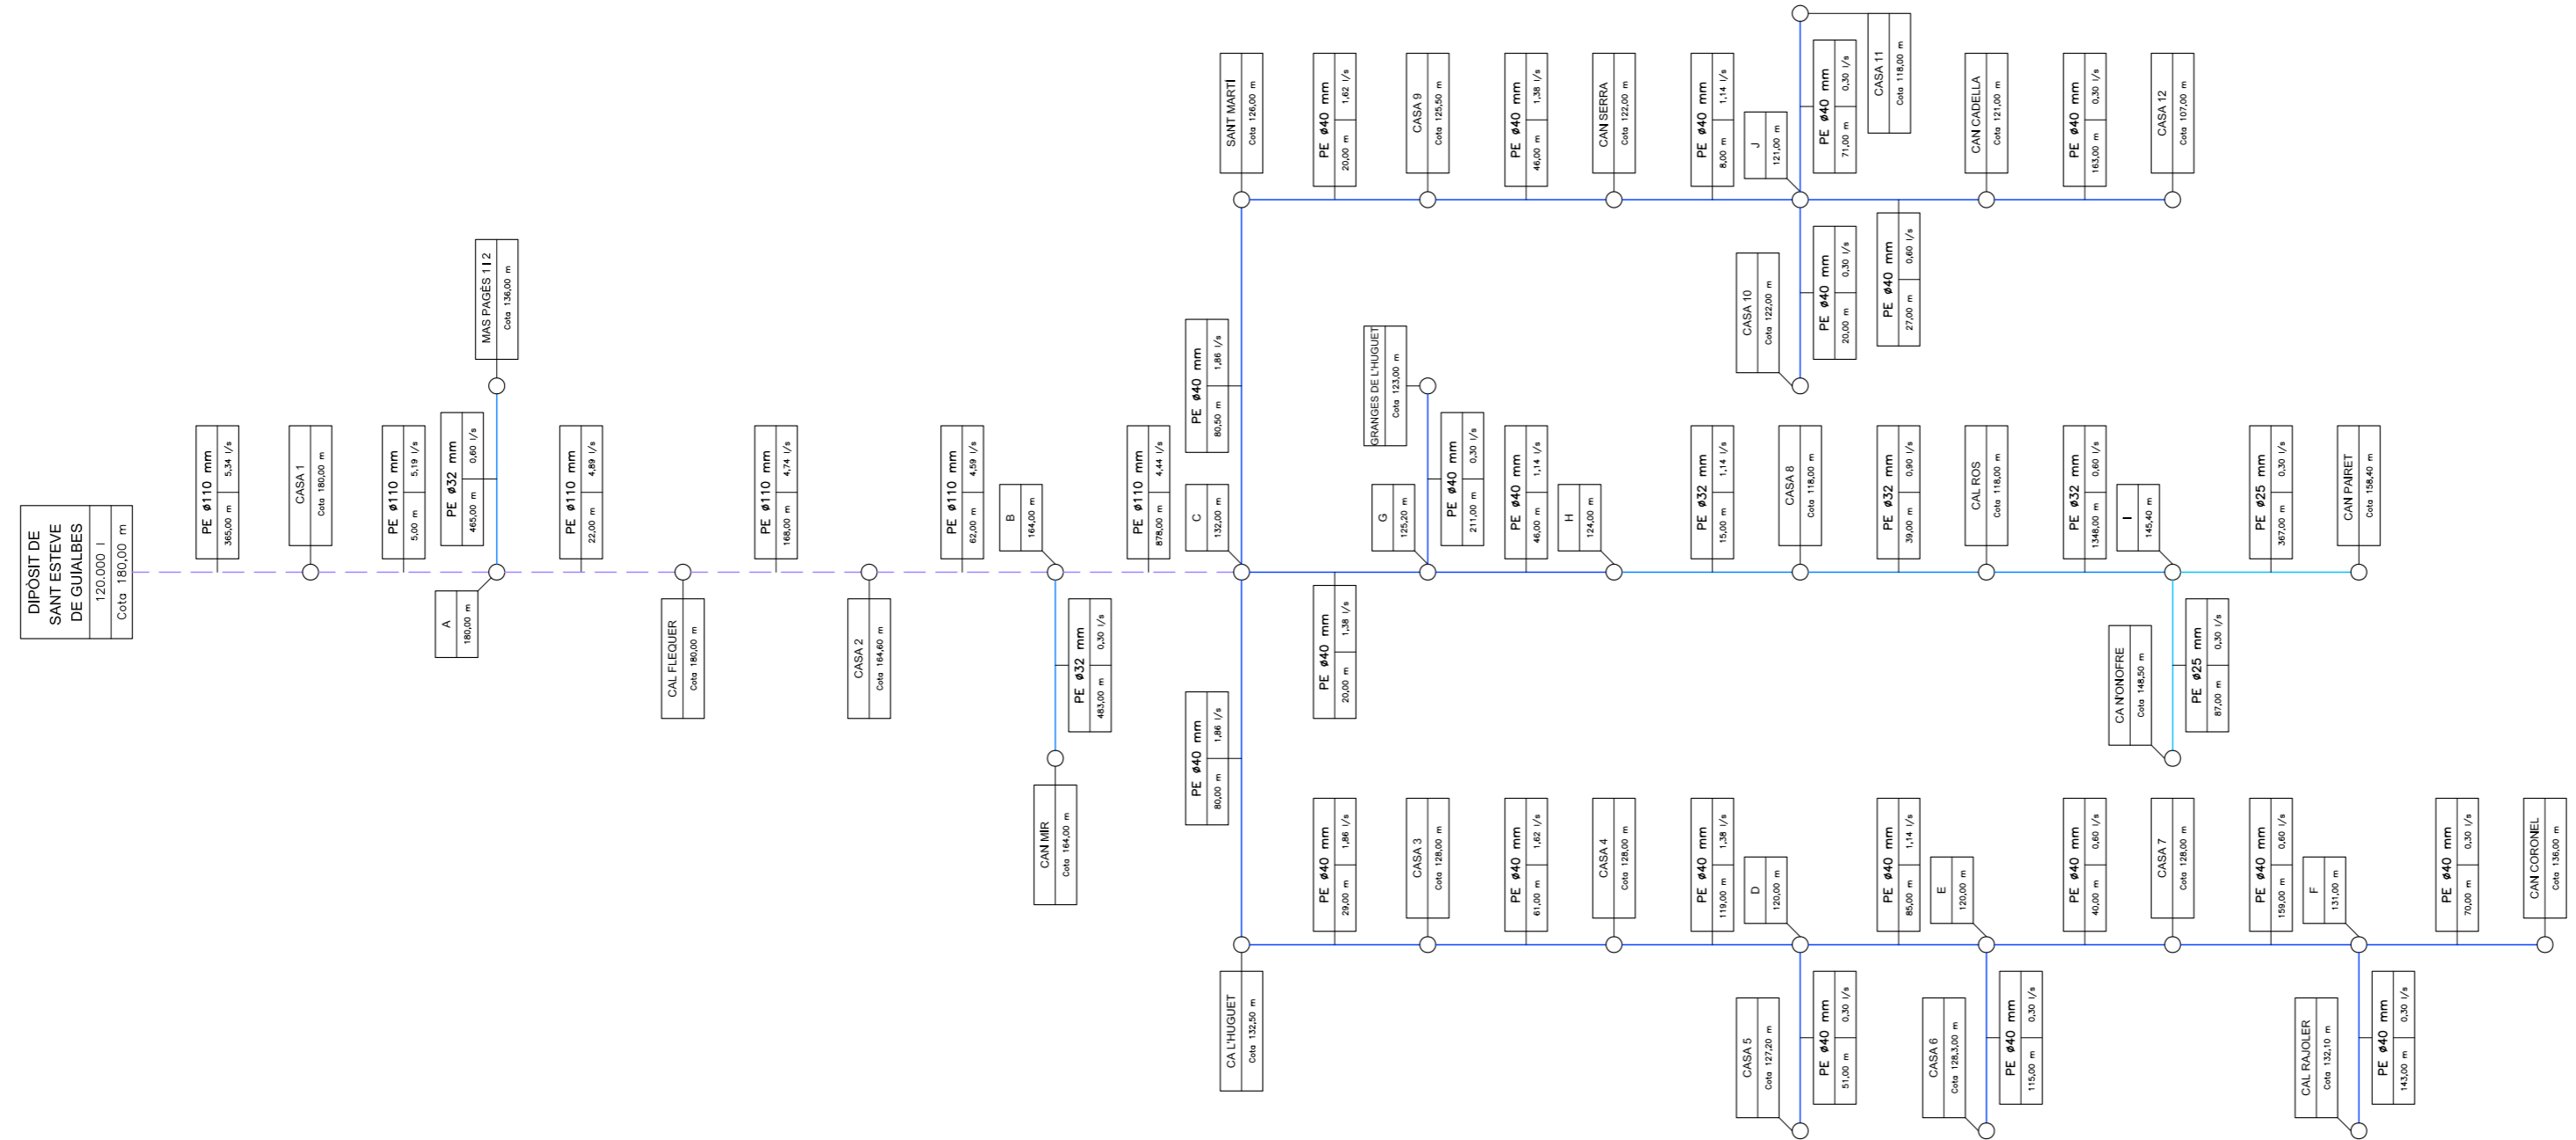 DIPÒSIT DE
SANT ESTEVE
DE GUIALBES
120.000 l
Cota 180,00 m
PE ø110 mm
365,00 m 5,34 l/s
CASA 1
Cota 180,00 m
PE ø110 mm
5,00 m 5,19 l/s
A
180,00 m
PE ø32 mm
465,00 m 0,60 l/s
MAS PAGÈS 1 I 2
Cota 136,00 m
PE ø110 mm
22,00 m 4,89 l/s
CAL FLEQUER
Cota 180,00 m
PE ø110 mm
168,00 m 4,74 l/s
CASA 2
Cota 164,60 m
PE ø110 mm
62,00 m 4,59 l/s
B
164,00 m
PE ø32 mm
483,00 m 0,30 l/s
CAN MIR
Cota 164,00 m
PE ø110 mm
878,00 m 4,44 l/s
C
132,00 m
PE ø40 mm
80,00 m 1,86 l/s
CA L'HUGUET
Cota 132,50 m
PE ø40 mm
29,00 m 1,86 l/s
CASA 3
Cota 128,00 m
PE ø40 mm
61,00 m 1,62 l/s
CASA 4
Cota 128,00 m
PE ø40 mm
119,00 m 1,38 l/s
D
120,00 m
CASA 5
Cota 127,20 m
PE ø40 mm
51,00 m 0,30 l/s
PE ø40 mm
85,00 m 1,14 l/s
E
120,00 m
CASA 6
Cota 128,3,00 m
PE ø40 mm
115,00 m 0,30 l/s
PE ø40 mm
40,00 m 0,60 l/s
CASA 7
Cota 128,00 m
PE ø40 mm
159,00 m 0,60 l/s
F
131,00 m
CAL RAJOLER
Cota 132,10 m
PE ø40 mm
143,00 m 0,30 l/s
PE ø40 mm
70,00 m 0,30 l/s
CAN CORONEL
Cota 136,00 m
PE ø40 mm
20,00 m 1,38 l/s
G
125,20 m
GRANGES DE L'HUGUET
Cota 123,00 m
PE ø40 mm
211,00 m 0,30 l/s
PE ø40 mm
46,00 m 1,14 l/s
H
124,00 m
PE ø32 mm
15,00 m 1,14 l/s
CASA 8
Cota 118,00 m
PE ø32 mm
39,00 m 0,90 l/s
CAL ROS
Cota 118,00 m
PE ø32 mm
1348,00 m 0,60 l/s
I
145,40 m
CA N'ONOFRE
Cota 148,50 m
PE ø25 mm
87,00 m 0,30 l/s
PE ø25 mm
367,00 m 0,30 l/s
CAN PAIRET
Cota 158,40 m
PE ø40 mm
80,50 m 1,86 l/s
SANT MARTÍ
Cota 126,00 m
PE ø40 mm
20,00 m 1,62 l/s
CASA 9
Cota 125,50 m
PE ø40 mm
46,00 m 1,38 l/s
CAN SERRA
Cota 122,00 m
PE ø40 mm
8,00 m 1,14 l/s
J
121,00 m
CASA 10
Cota 122,00 m
PE ø40 mm
20,00 m 0,30 l/s
PE ø40 mm
71,00 m 0,30 l/s
CASA 11
Cota 118,00 m
PE ø40 mm
27,00 m 0,60 l/s
CAN CADELLA
Cota 121,00 m
PE ø40 mm
163,00 m 0,30 l/s
CASA 12
Cota 107,00 m